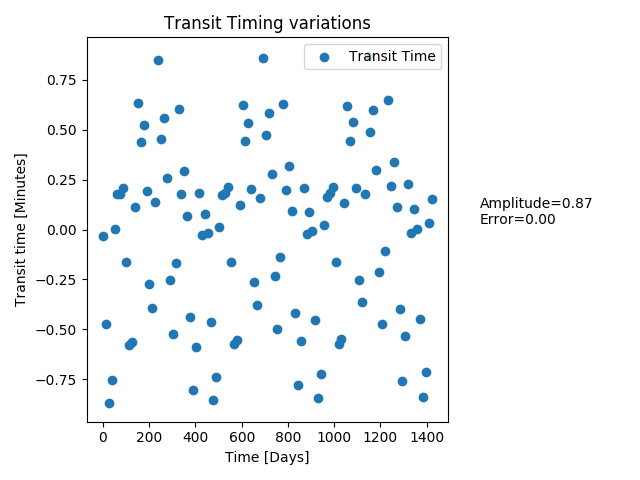 Transit Timing variations
Transit Time
0.75
0.50
0.25
0.00
−0.25
−0.50
−0.75
Transit time [Minutes]
0 200 400 600 800 1000 1200 1400
Time [Days]
Amplitude=0.87
Error=0.00